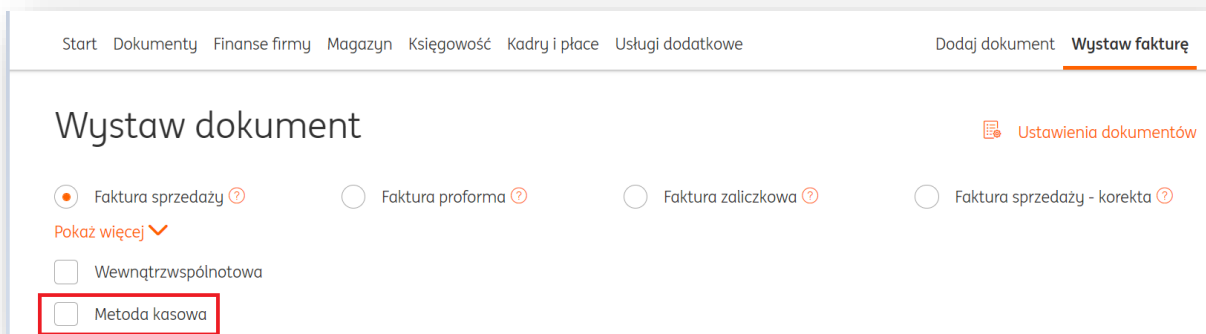 Start Dokumenty Finanse firmy Magazyn Księgowość Kadry i płace Usługi dodatkowe Dodaj dokument Wystaw fakturę
Wystaw dokument
Ustawienia dokumentów
Faktura sprzedaży ? Faktura proforma ? Faktura zaliczkowa ? Faktura sprzedaży - korekta ?
Pokaż więcej
Wewnątrzwspólnotowa
Metoda kasowa